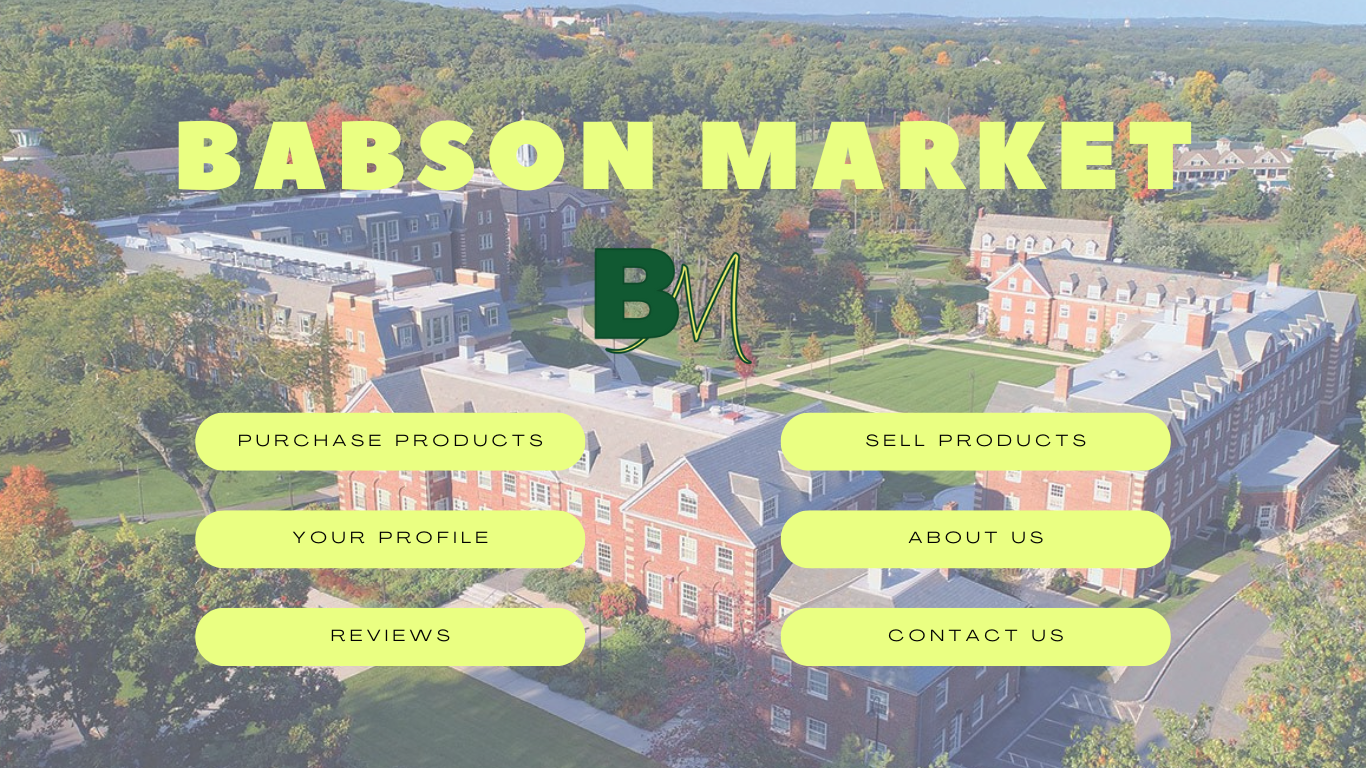 BABSON MARKET
BM
PURCHASE PRODUCTS
SELL PRODUCTS
YOUR PROFILE
ABOUT US
REVIEWS
CONTACT US